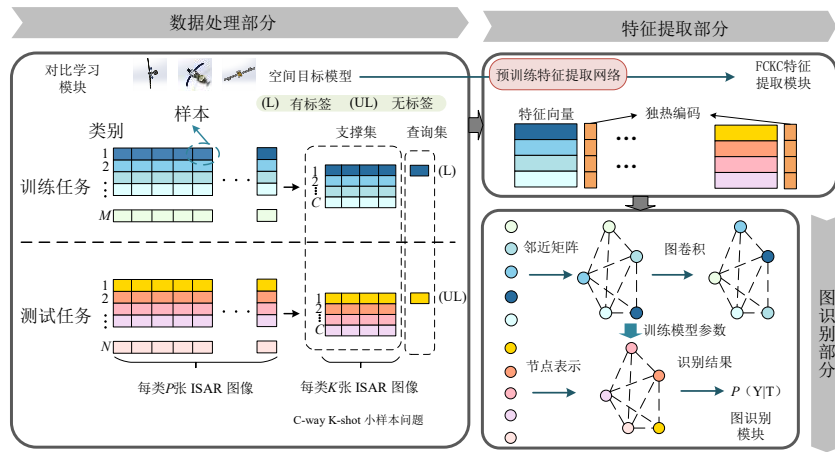 数据处理部分
特征提取部分
对比学习
模块
空间目标模型
预训练特征提取网络
FCKC特征
提取模块
(L) 有标签 (UL) 无标签
样本
类别
支撑集
查询集
特征向量
独热编码
...
...
1
2
⋮
M
训练任务
...
1
2
⋮
C
(L)
1
2
⋮
N
测试任务
...
1
2
⋮
C
(UL)
每类P张 ISAR 图像
每类K张 ISAR 图像
C-way K-shot 小样本问题
邻近矩阵
图卷积
训练模型参数
节点表示
识别结果
P（Y|T）
图识别
模块
图识别部分